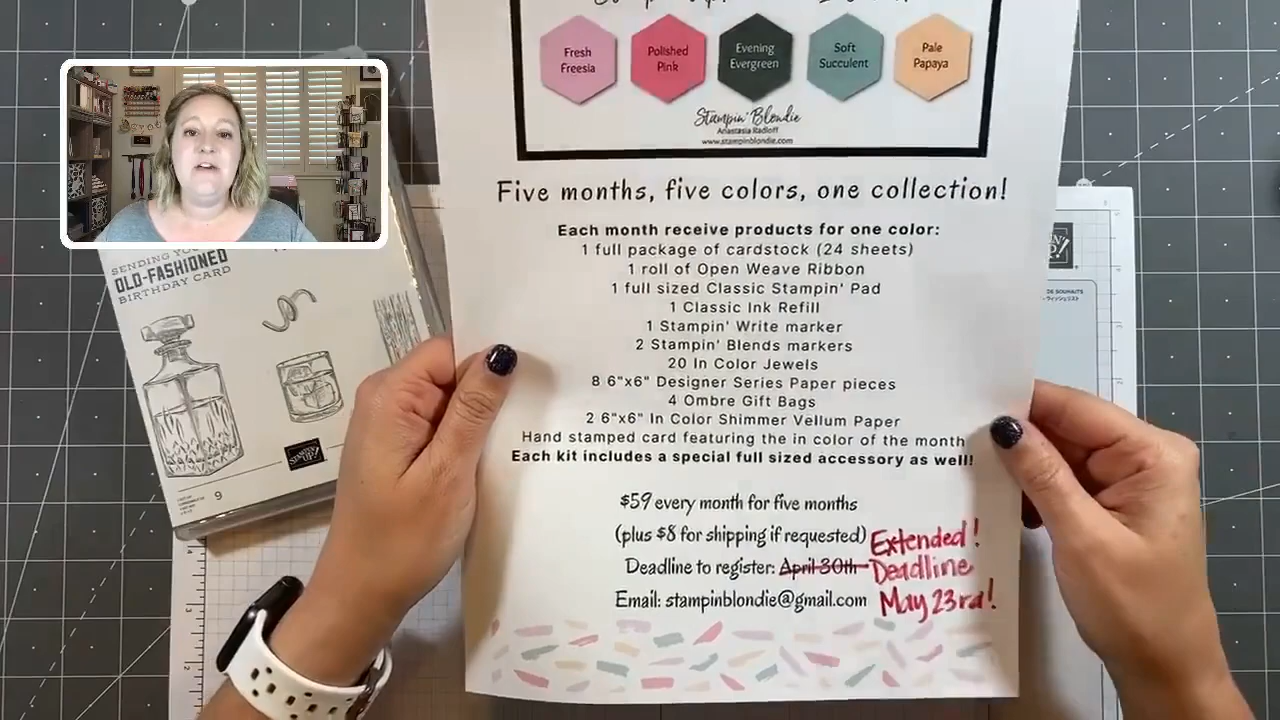 Fresh
Freesia
Polished
Pink
Evening
Evergreen
Soft
Succulent
Pale
Papaya
Stampin' Blondie
Anastasia Radloff
www.stampinblondie.com
Five months, five colors, one collection!
Each month receive products for one color:
1 full package of cardstock (24 sheets)
1 roll of Open Weave Ribbon
1 full sized Classic Stampin' Pad
1 Classic Ink Refill
1 Stampin' Write marker
2 Stampin' Blends markers
20 In Color Jewels
8 6"x6" Designer Series Paper pieces
4 Ombre Gift Bags
2 6"x6" In Color Shimmer Vellum Paper
Hand stamped card featuring the in color of the month
Each kit includes a special full sized accessory as well!
$59 every month for five months
(plus $8 for shipping if requested)
Deadline to register: April 30th
Email: stampinblondie@gmail.com
Extended!
Deadline
May 23rd!
SENDING YOU
OLD-FASHIONED
BIRTHDAY CARD
STAMPIN' UP!
9